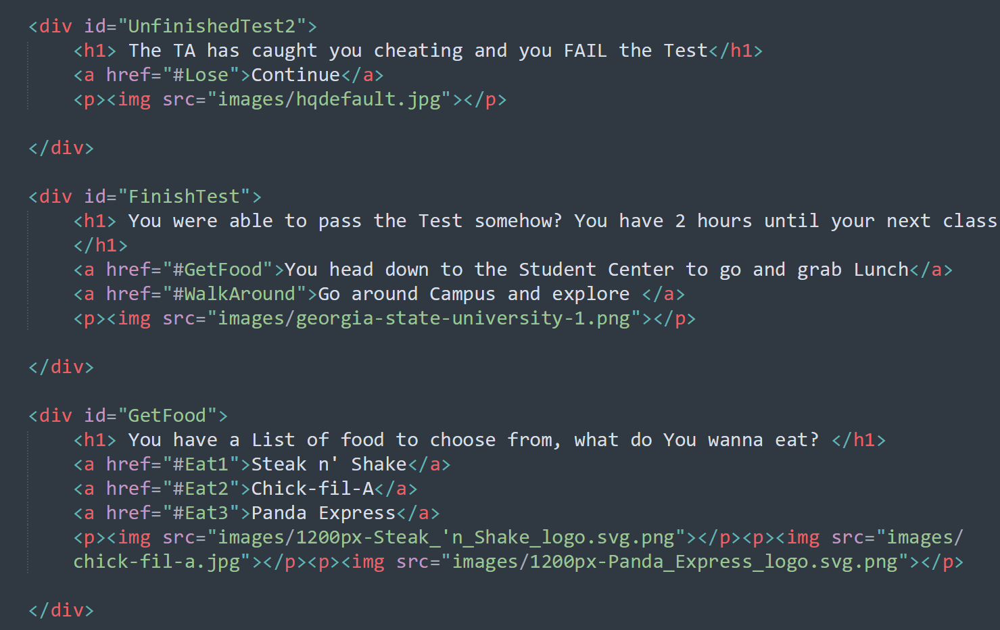 <div id="UnfinishedTest2">
<h1> The TA has caught you cheating and you FAIL the Test</h1>
<a href="#Lose">Continue</a>
<p><img src="images/hqdefault.jpg"></p>
</div>
<div id="FinishTest">
<h1> You were able to pass the Test somehow? You have 2 hours until your next class
</h1>
<a href="#GetFood">You head down to the Student Center to go and grab Lunch</a>
<a href="#WalkAround">Go around Campus and explore </a>
<p><img src="images/georgia-state-university-1.png"></p>
</div>
<div id="GetFood">
<h1> You have a List of food to choose from, what do You wanna eat? </h1>
<a href="#Eat1">Steak n' Shake</a>
<a href="#Eat2">Chick-fil-A</a>
<a href="#Eat3">Panda Express</a>
<p><img src="images/1200px-Steak_'n_Shake_logo.svg.png"></p><p><img src="images/
chick-fil-a.jpg"></p><p><img src="images/1200px-Panda_Express_logo.svg.png"></p>
</div>